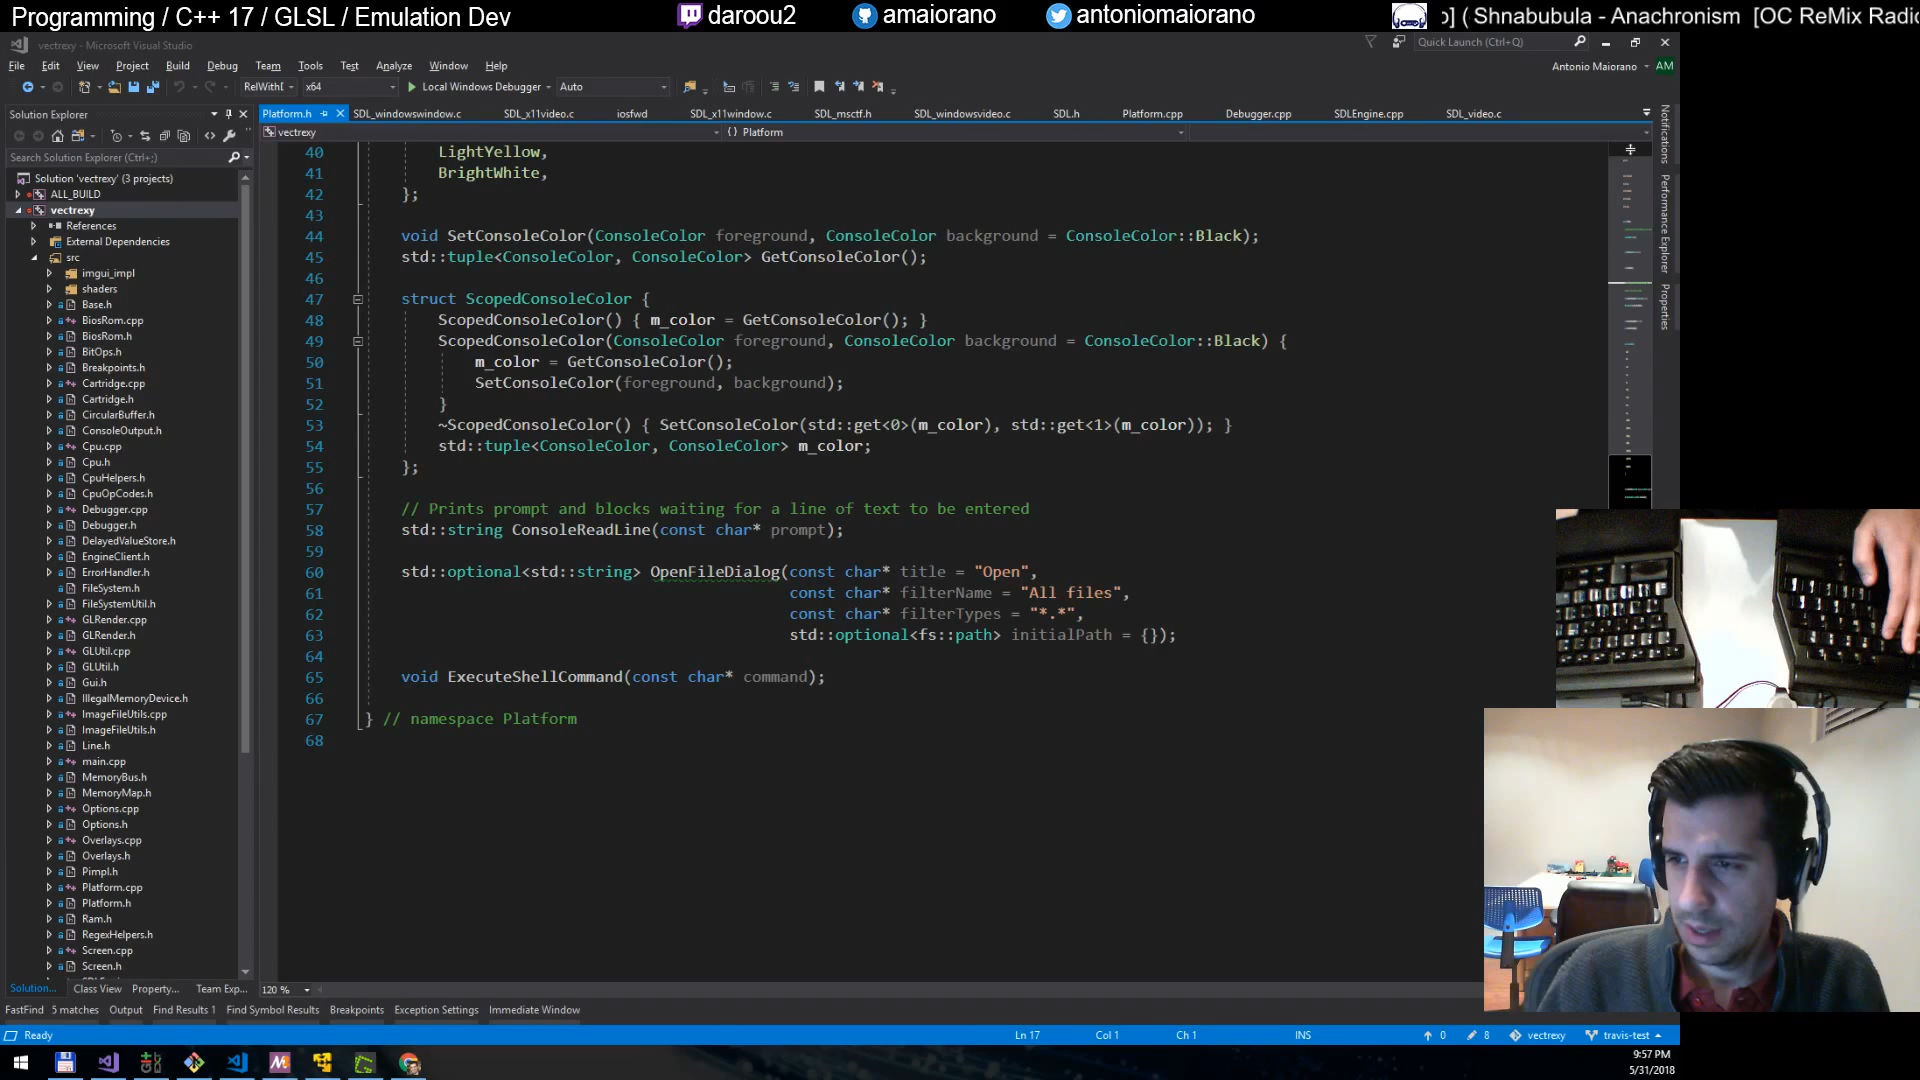 Programming / C++ 17 / GLSL / Emulation Dev
daroou2
amaiorano
antoniomaiorano
( Shnabubula - Anachronism [OC ReMix Radio
vectrexy - Microsoft Visual Studio
Quick Launch (Ctrl+Q)
File Edit View Project Build Debug Team Tools Test Analyze Window Help
Antonio Maiorano AM
RelWithD x64 Local Windows Debugger Auto
Solution Explorer
Platform.h SDL_windowswindow.c SDL_x11video.c iosfwd SDL_x11window.c SDL_msctf.h SDL_windowsvideo.c SDL.h Platform.cpp Debugger.cpp SDLEngine.cpp SDL_video.c
vectrexy {} Platform
Search Solution Explorer (Ctrl+;)
Solution 'vectrexy' (3 projects)
ALL_BUILD
vectrexy
References
External Dependencies
src
imgui_impl
shaders
Base.h
BiosRom.cpp
BiosRom.h
BitOps.h
Breakpoints.h
Cartridge.cpp
Cartridge.h
CircularBuffer.h
ConsoleOutput.h
Cpu.cpp
Cpu.h
CpuHelpers.h
CpuOpCodes.h
Debugger.cpp
Debugger.h
DelayedValueStore.h
EngineClient.h
ErrorHandler.h
FileSystem.h
FileSystemUtil.h
GLRender.cpp
GLRender.h
GLUtil.cpp
GLUtil.h
Gui.h
IllegalMemoryDevice.h
ImageFileUtils.cpp
ImageFileUtils.h
Line.h
main.cpp
MemoryBus.h
MemoryMap.h
Options.cpp
Options.h
Overlays.cpp
Overlays.h
Pimpl.h
Platform.cpp
Platform.h
Ram.h
RegexHelpers.h
Screen.cpp
Screen.h
40 LightYellow,
41 BrightWhite,
42 };
43
44 void SetConsoleColor(ConsoleColor foreground, ConsoleColor background = ConsoleColor::Black);
45 std::tuple<ConsoleColor, ConsoleColor> GetConsoleColor();
46
47 struct ScopedConsoleColor {
48 ScopedConsoleColor() { m_color = GetConsoleColor(); }
49 ScopedConsoleColor(ConsoleColor foreground, ConsoleColor background = ConsoleColor::Black) {
50 m_color = GetConsoleColor();
51 SetConsoleColor(foreground, background);
52 }
53 ~ScopedConsoleColor() { SetConsoleColor(std::get<0>(m_color), std::get<1>(m_color)); }
54 std::tuple<ConsoleColor, ConsoleColor> m_color;
55 };
56
57 // Prints prompt and blocks waiting for a line of text to be entered
58 std::string ConsoleReadLine(const char* prompt);
59
60 std::optional<std::string> OpenFileDialog(const char* title = "Open",
61 const char* filterName = "All files",
62 const char* filterTypes = "*.*",
63 std::optional<fs::path> initialPath = {});
64
65 void ExecuteShellCommand(const char* command);
66
67 } // namespace Platform
68
Notifications
Performance Explorer
Properties
Solution... Class View Property... Team Exp... 120 %
FastFind 5 matches Output Find Results 1 Find Symbol Results Breakpoints Exception Settings Immediate Window
Ready Ln 17 Col 1 Ch 1 INS 0 8 vectrexy travis-test
9:57 PM
5/31/2018